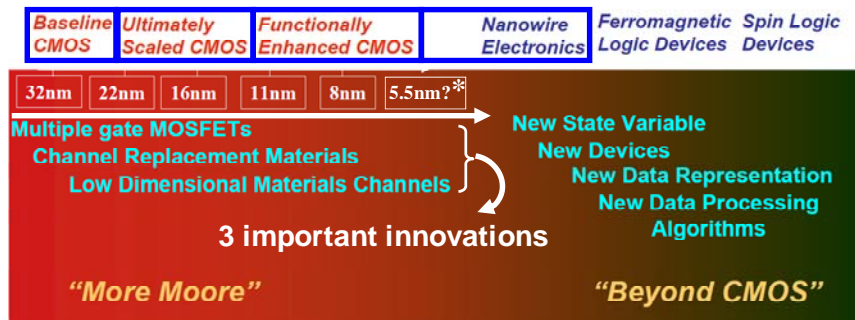 Baseline
CMOS
Ultimately
Scaled CMOS
Functionally
Enhanced CMOS
Nanowire
Electronics
Ferromagnetic
Logic Devices
Spin Logic
Devices
32nm
22nm
16nm
11nm
8nm
5.5nm?*
Multiple gate MOSFETs
Channel Replacement Materials
Low Dimensional Materials Channels
3 important innovations
New State Variable
New Devices
New Data Representation
New Data Processing
Algorithms
“More Moore”
“Beyond CMOS”